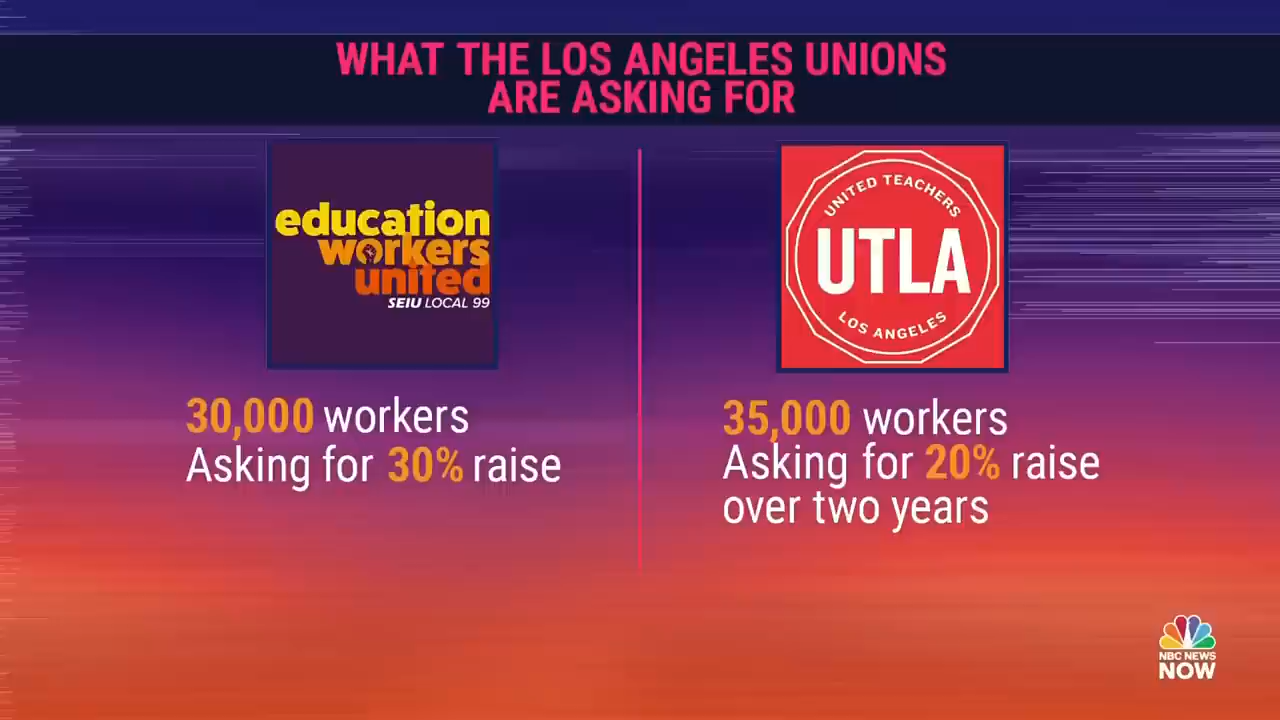 WHAT THE LOS ANGELES UNIONS
ARE ASKING FOR
education
workers
united
SEIU LOCAL 99
30,000 workers
Asking for 30% raise
UNITED TEACHERS
UTLA
LOS ANGELES
35,000 workers
Asking for 20% raise
over two years
NBC NEWS
NOW